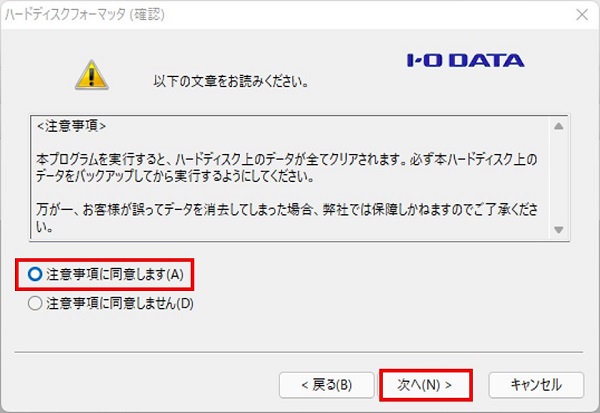 ハードディスクフォーマッタ (確認)
I-O DATA
以下の文章をお読みください。
<注意事項>
本プログラムを実行すると、ハードディスク上のデータが全てクリアされます。必ず本ハードディスク上の
データをバックアップしてから実行するようにしてください。
万が一、お客様が誤ってデータを消去してしまった場合、弊社では保障しかねますのでご了承くださ
い。
注意事項に同意します(A)
注意事項に同意しません(D)
< 戻る(B)
次へ(N) >
キャンセル